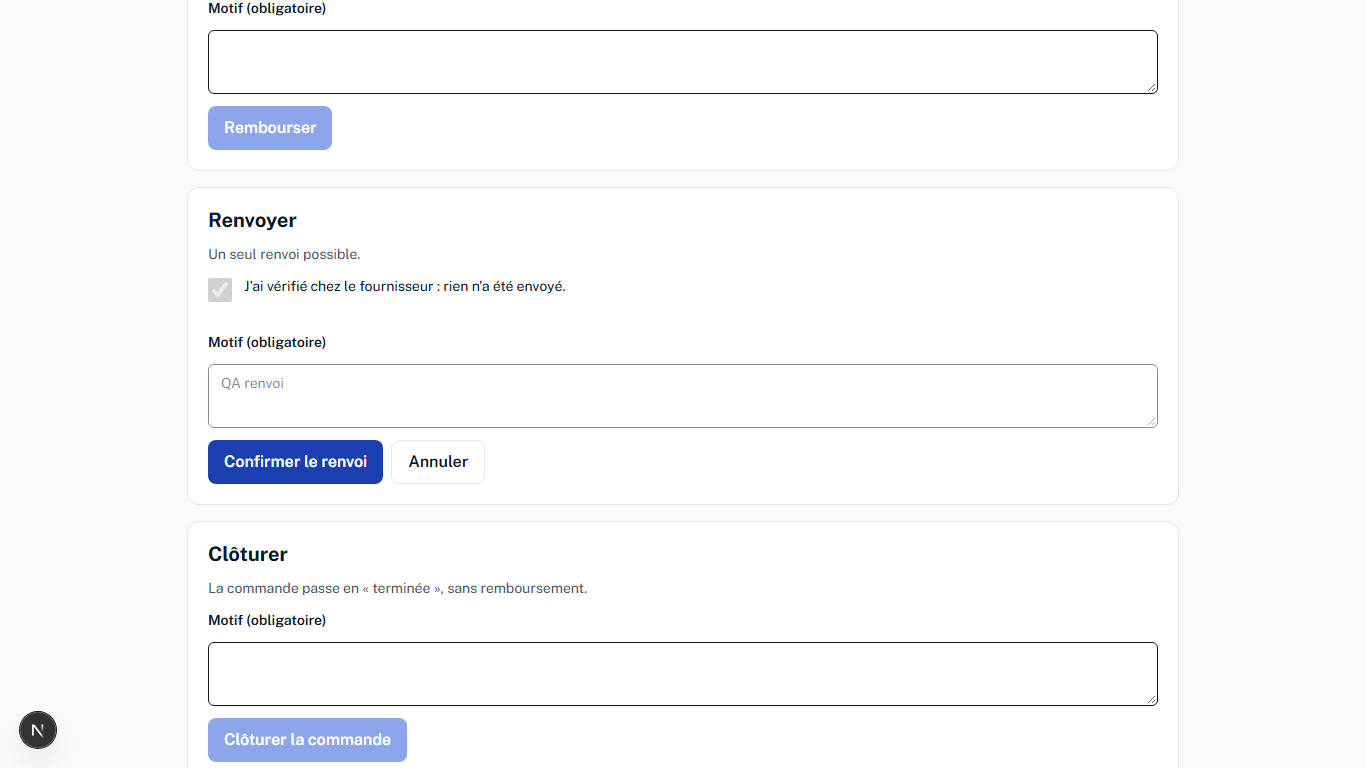 Motif (obligatoire)
Rembourser
Renvoyer
Un seul renvoi possible.
J'ai vérifié chez le fournisseur : rien n'a été envoyé.
Motif (obligatoire)
QA renvoi
Confirmer le renvoi
Annuler
Clôturer
La commande passe en « terminée », sans remboursement.
Motif (obligatoire)
Clôturer la commande
N